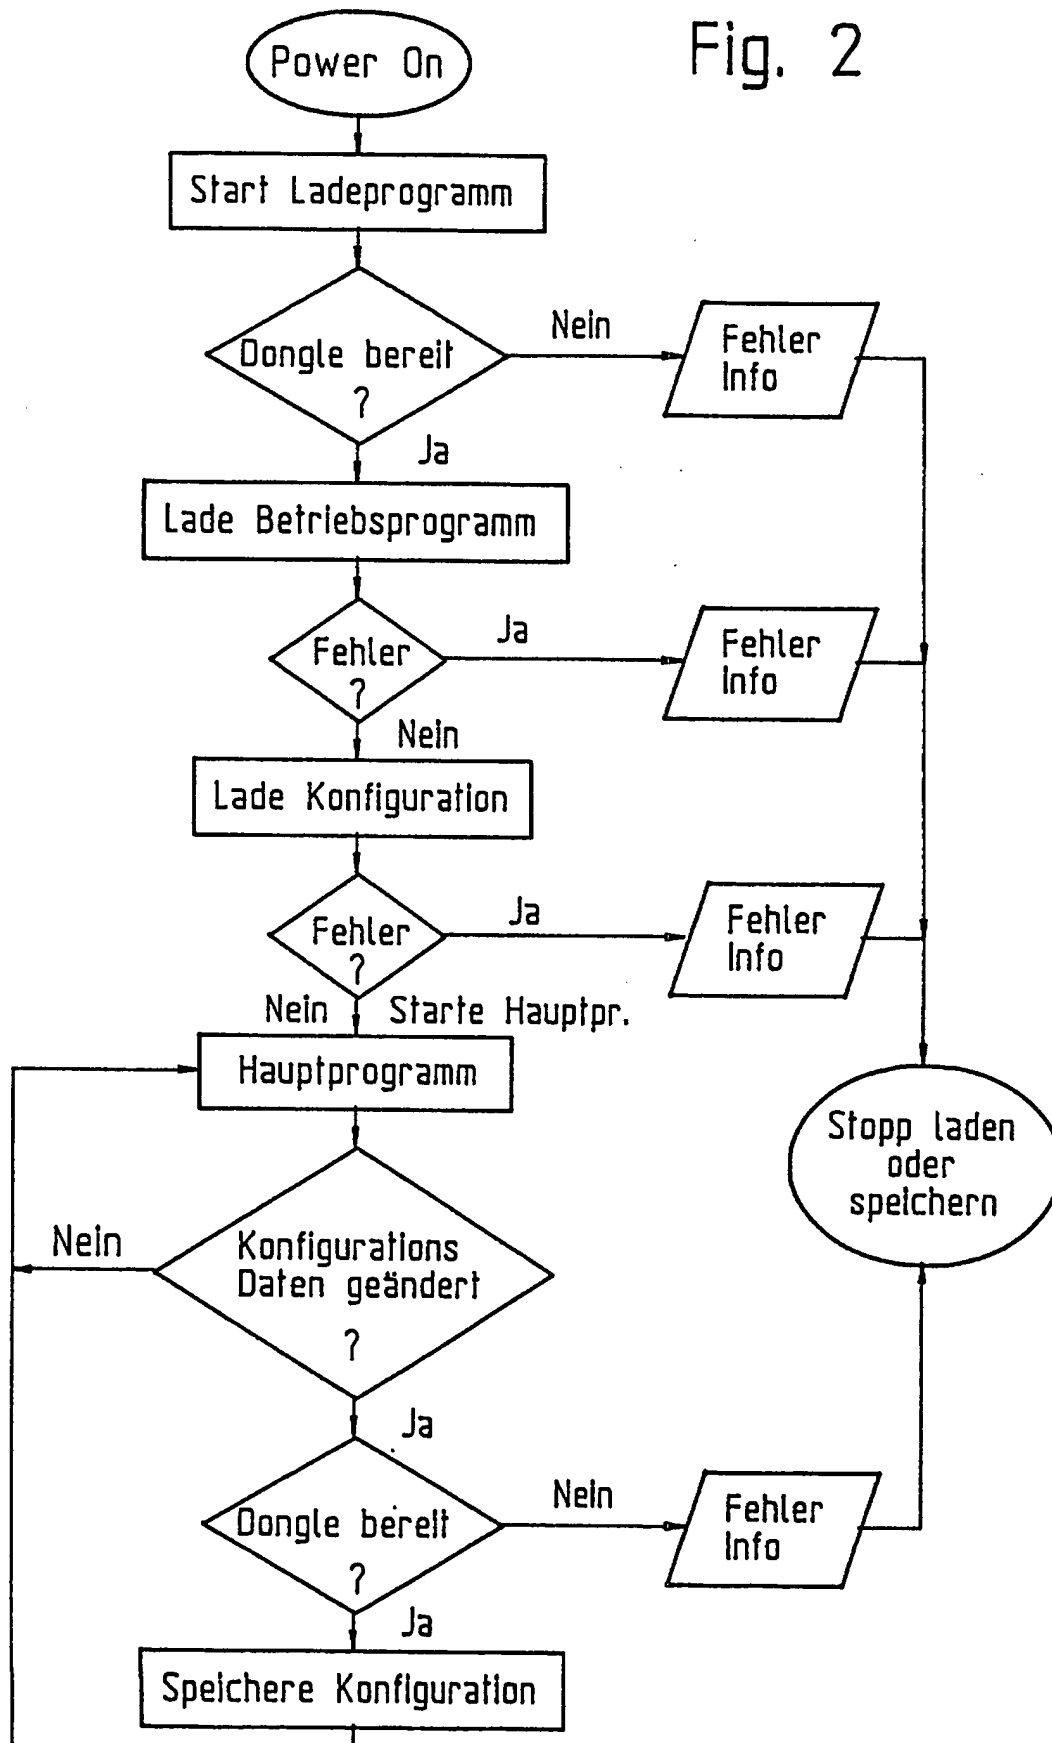 Fig. 2
Power On
Start Ladeprogramm
Dongle bereit
?
Nein
Fehler
Info
Ja
Lade Betriebsprogramm
Fehler
?
Ja
Fehler
Info
Nein
Lade Konfiguration
Fehler
?
Ja
Fehler
Info
Nein
Starte Hauptpr.
Hauptprogramm
Stopp laden
oder
speichern
Konfigurations
Daten geändert
?
Nein
Ja
Dongle bereit
?
Nein
Fehler
Info
Ja
Speichere Konfiguration